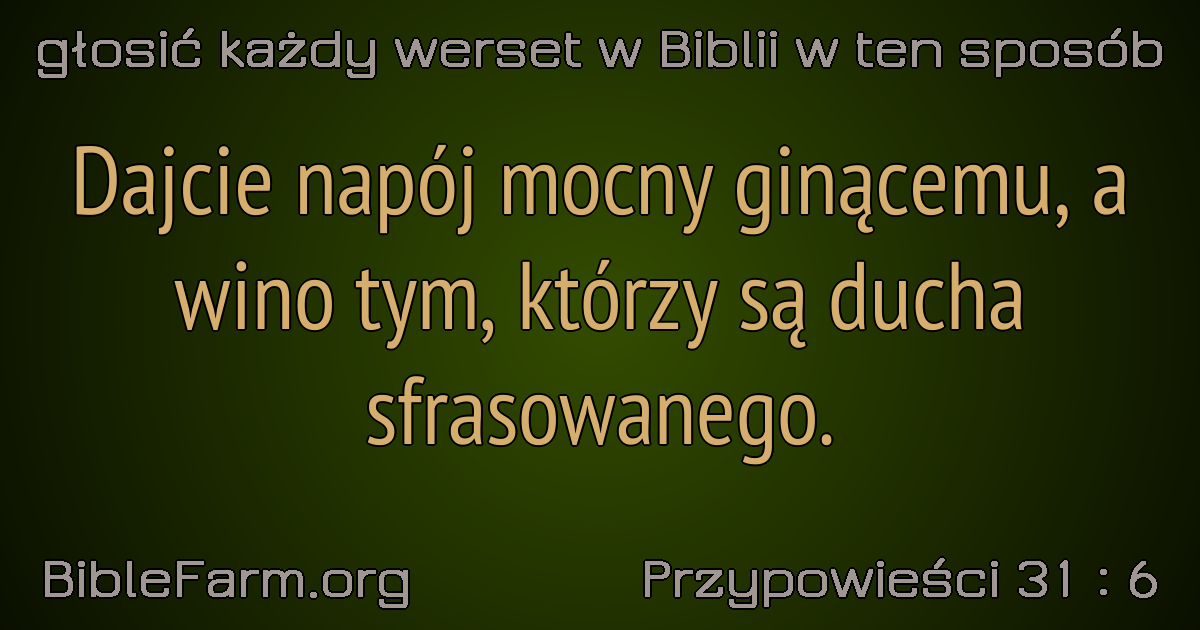 głosić każdy werset w Biblii w ten sposób
Dajcie napój mocny ginącemu, a
wino tym, którzy są ducha
sfrasowanego.
BibleFarm.org
Przypowieści 31 : 6